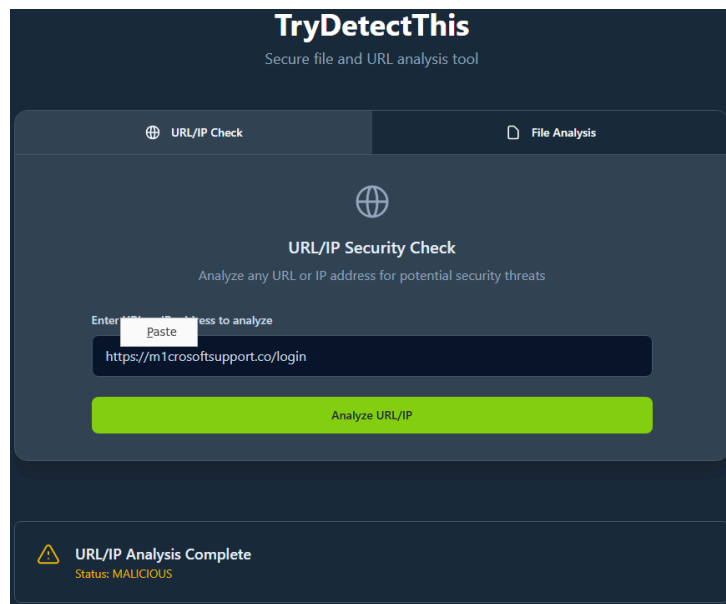 TryDetectThis
Secure file and URL analysis tool
URL/IP Check
File Analysis
URL/IP Security Check
Analyze any URL or IP address for potential security threats
Enter address to analyze
Paste
https://m1crosoftsupport.co/login
Analyze URL/IP
URL/IP Analysis Complete
Status: MALICIOUS